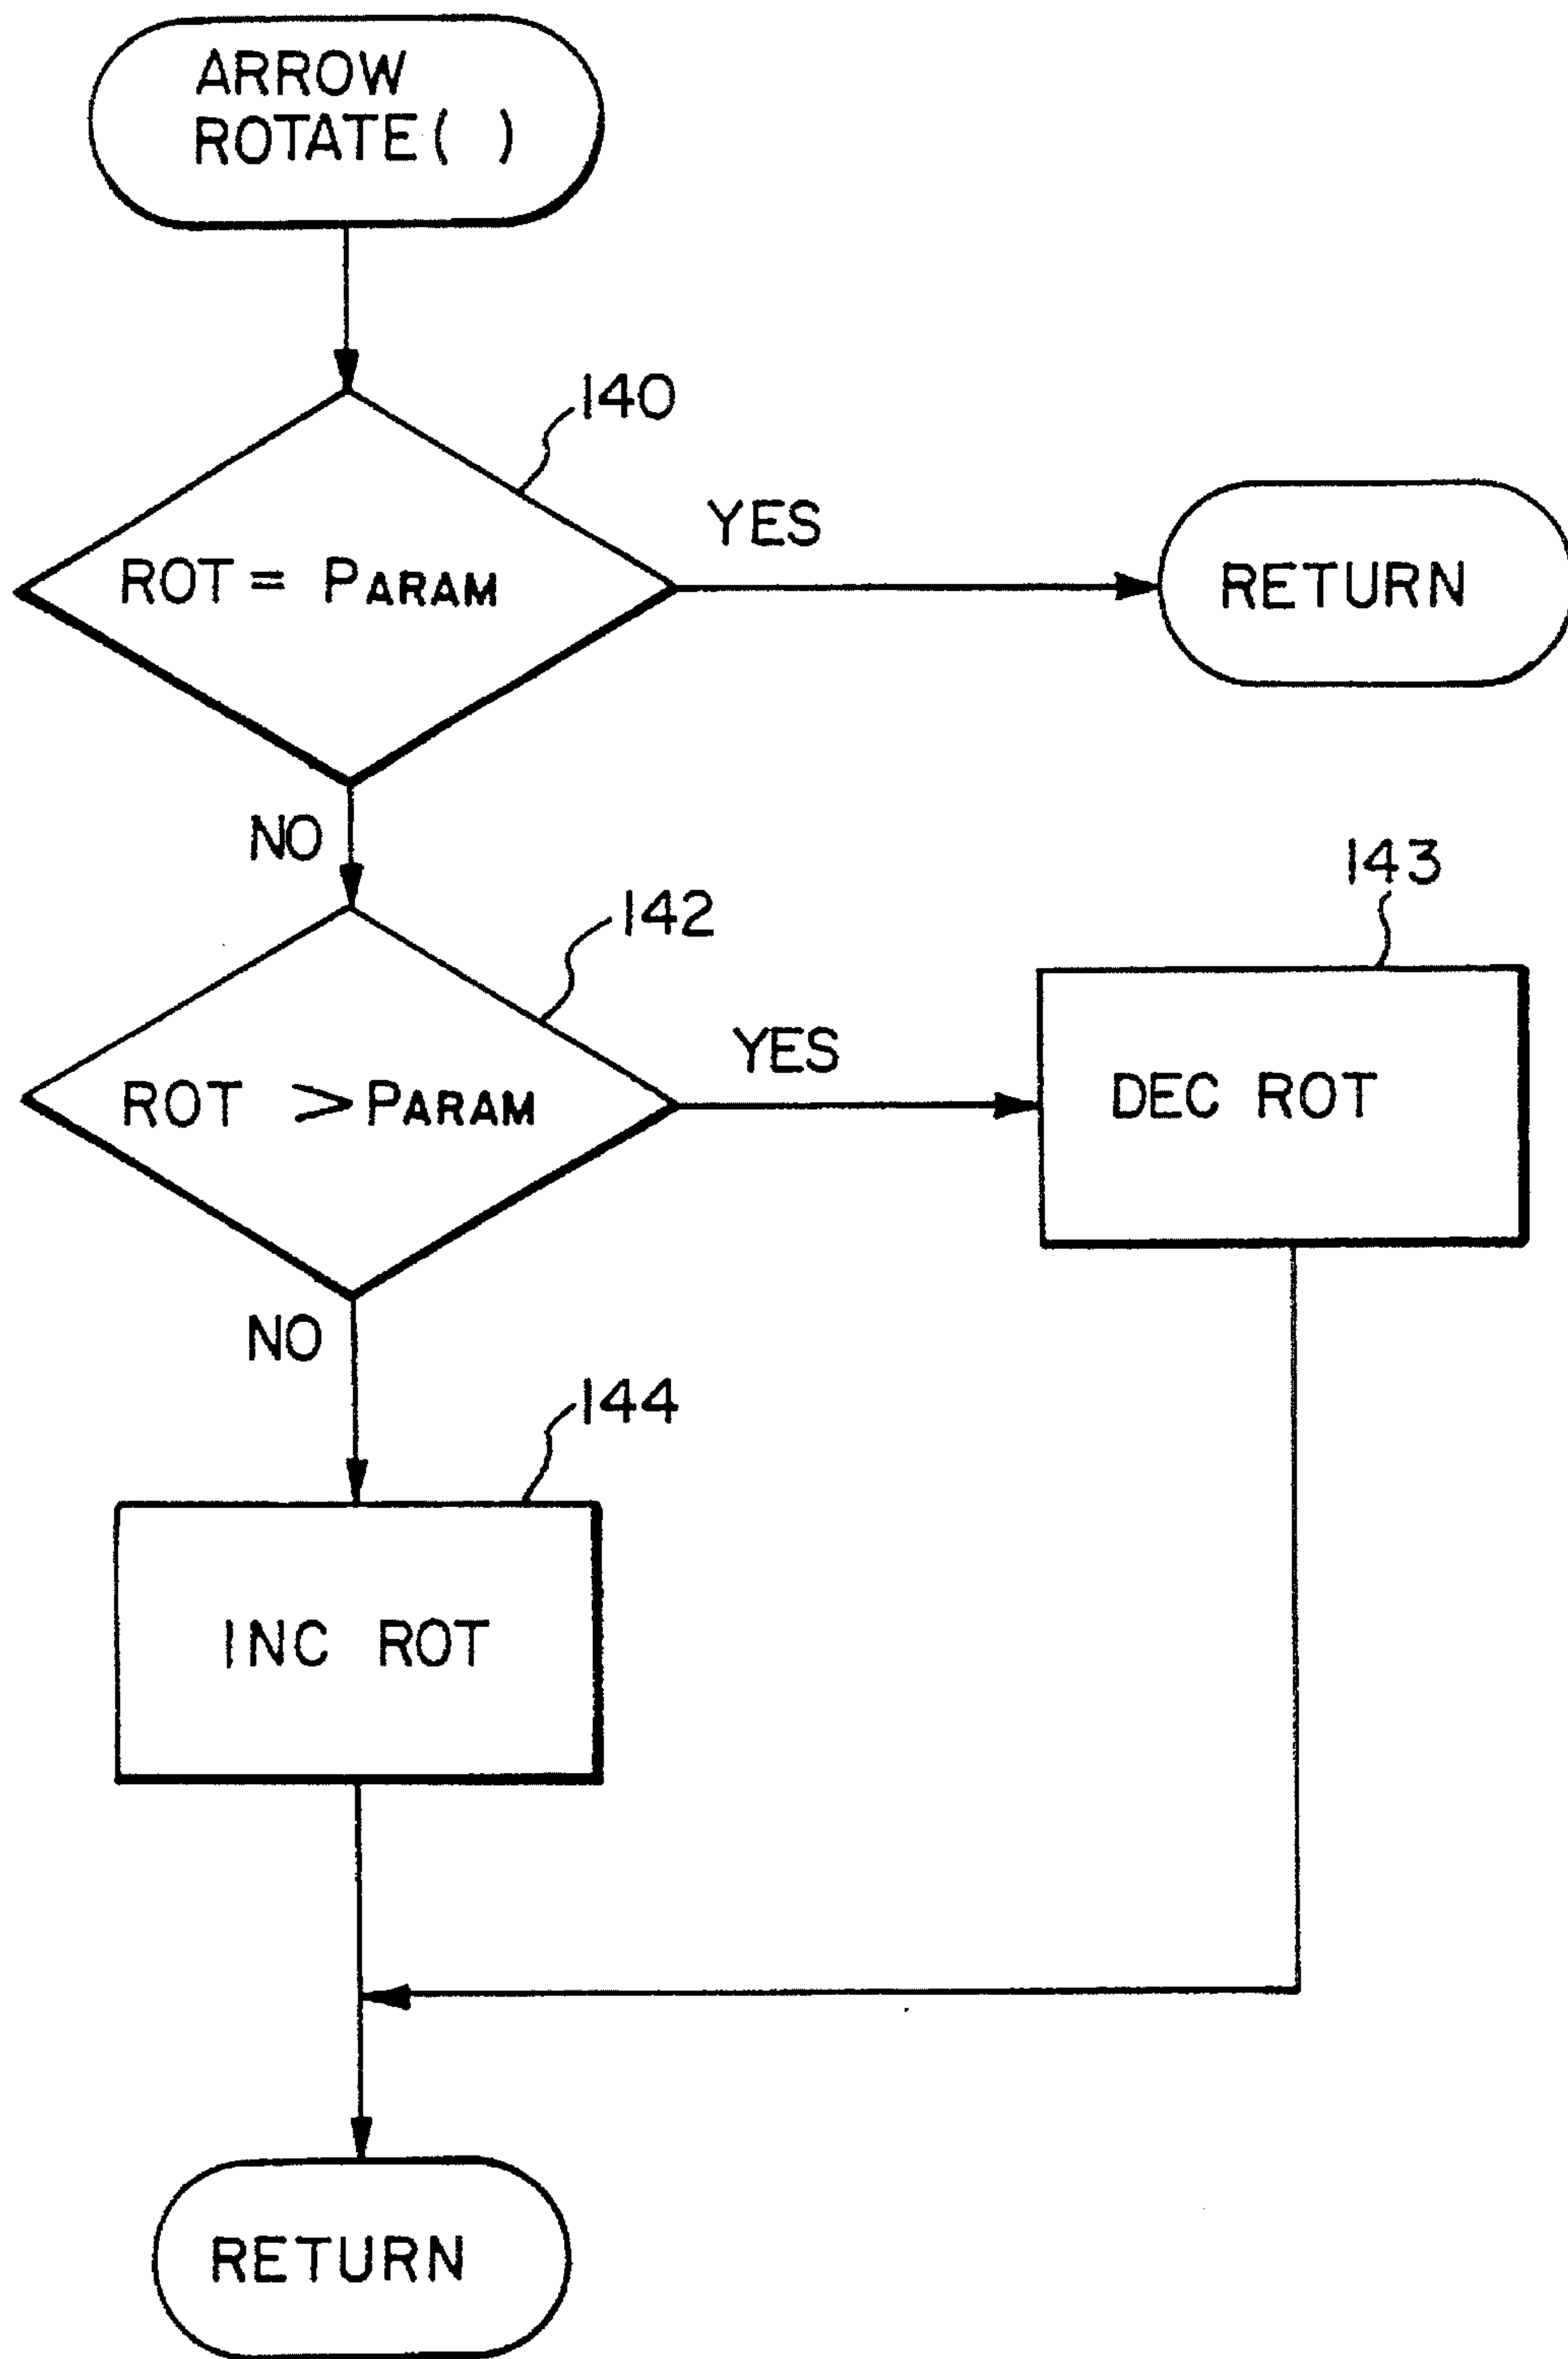 ARROW
ROTATE( )
140
YES
ROT = PARAM
RETURN
NO
143
142
YES
ROT > PARAM
DEC ROT
NO
144
INC ROT
RETURN